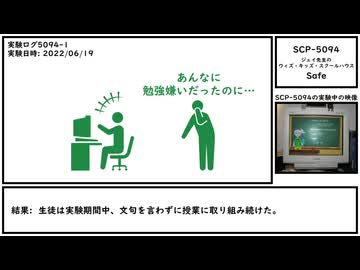 実験ログ5094-1
実験日時: 2022/06/19
あんなに
勉強嫌いだったのに…
SCP-5094
ジェイ先生の
ウィズ・キッズ・スクールハウス
Safe
SCP-5094の実験中の映像
結果: 生徒は実験期間中、文句を言わずに授業に取り組み続けた。